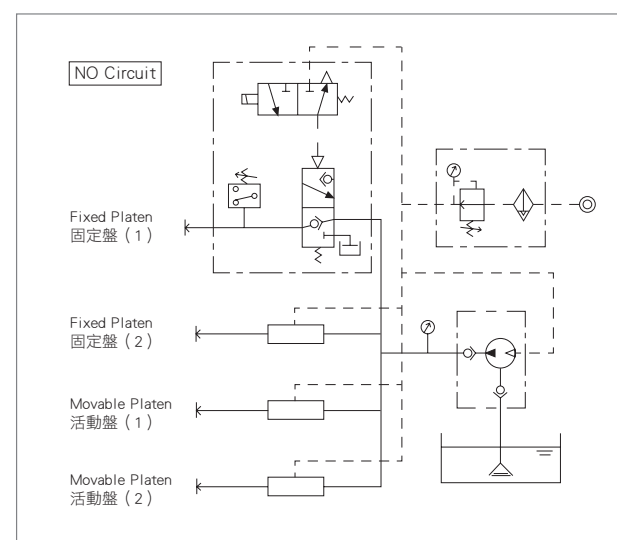 NO Circuit
Fixed Platen
固定盤（1）
Fixed Platen
固定盤（2）
Movable Platen
活動盤（1）
Movable Platen
活動盤（2）